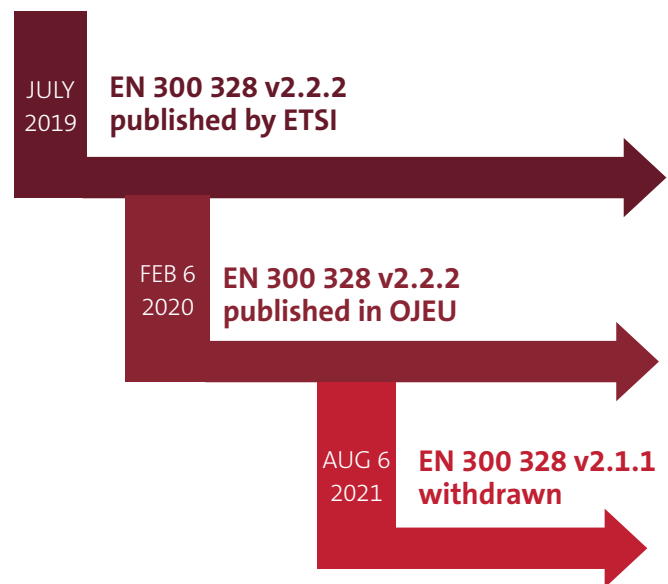 JULY
2019
EN 300 328 v2.2.2
published by ETSI
FEB 6
2020
EN 300 328 v2.2.2
published in OJEU
AUG 6
2021
EN 300 328 v2.1.1
withdrawn